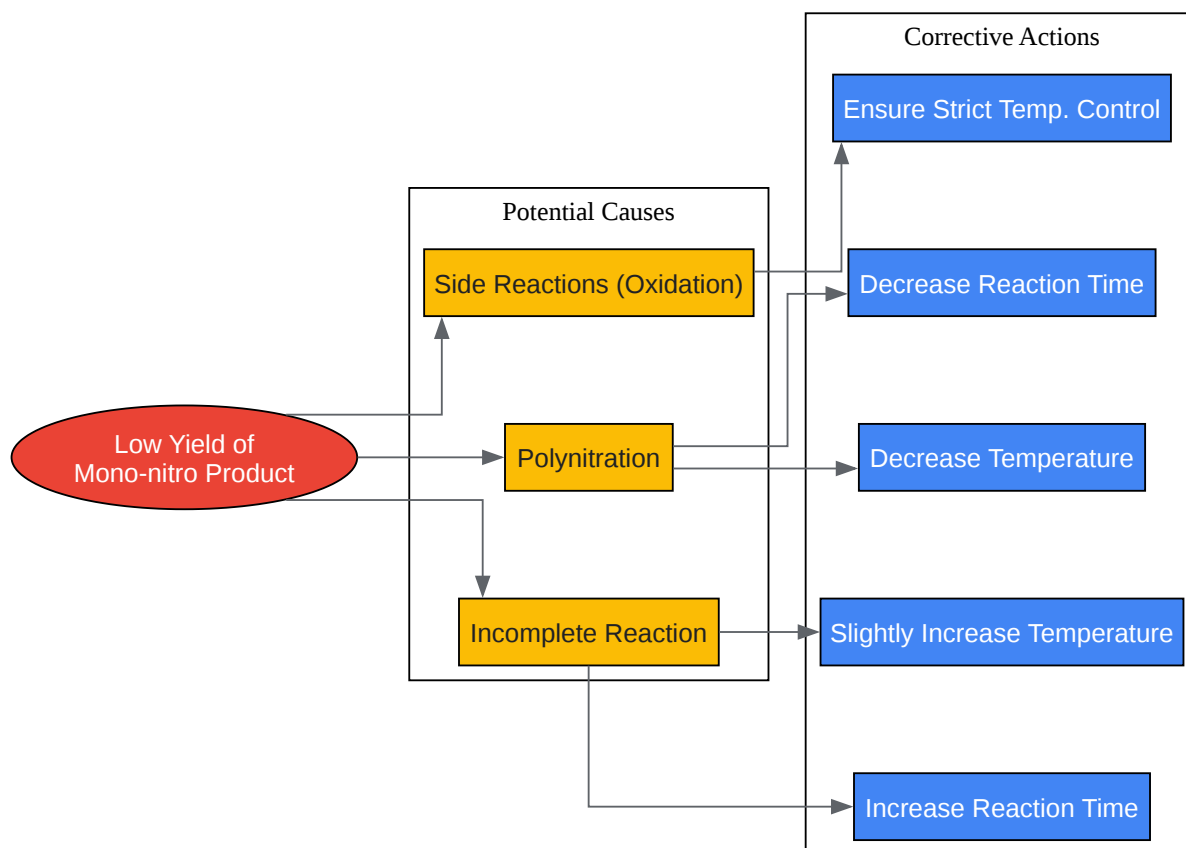 Corrective Actions
Ensure Strict Temp. Control
Potential Causes
Side Reactions (Oxidation)
Decrease Reaction Time
Low Yield of
Mono-nitro Product
Polynitration
Decrease Temperature
Incomplete Reaction
Slightly Increase Temperature
Increase Reaction Time